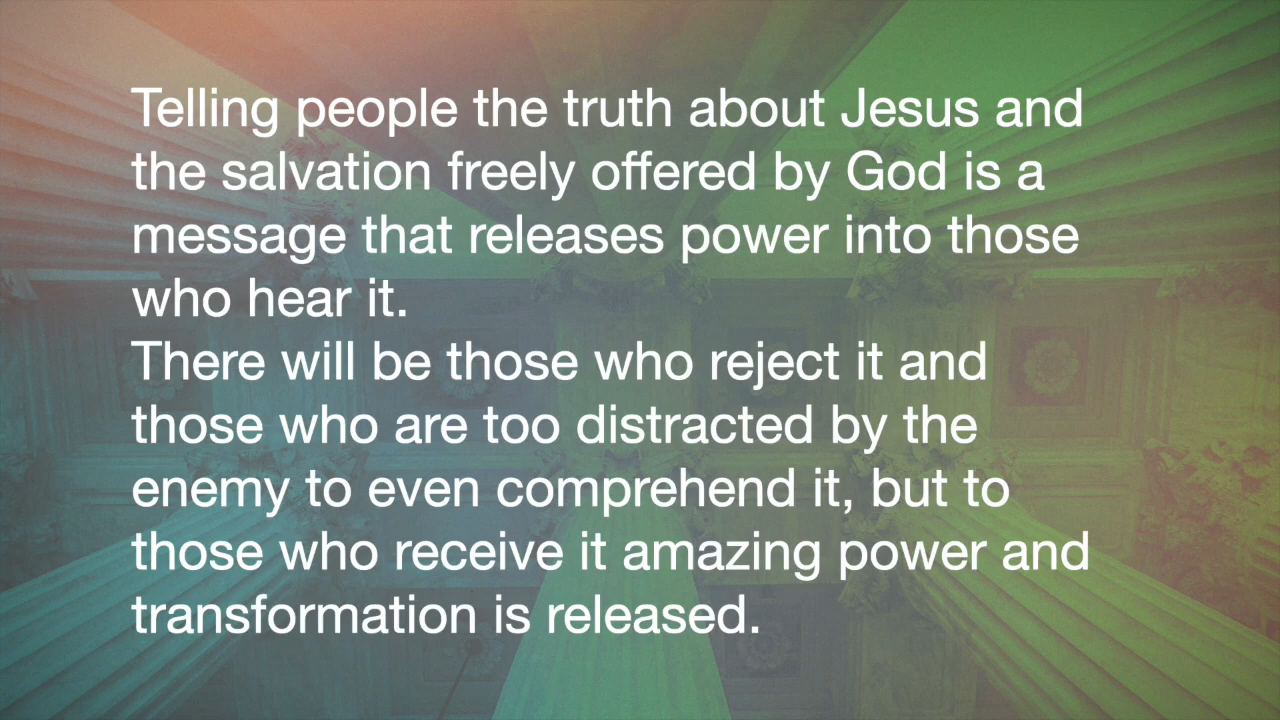 Telling people the truth about Jesus and
the salvation freely offered by God is a
message that releases power into those
who hear it.
There will be those who reject it and
those who are too distracted by the
enemy to even comprehend it, but to
those who receive it amazing power and
transformation is released.